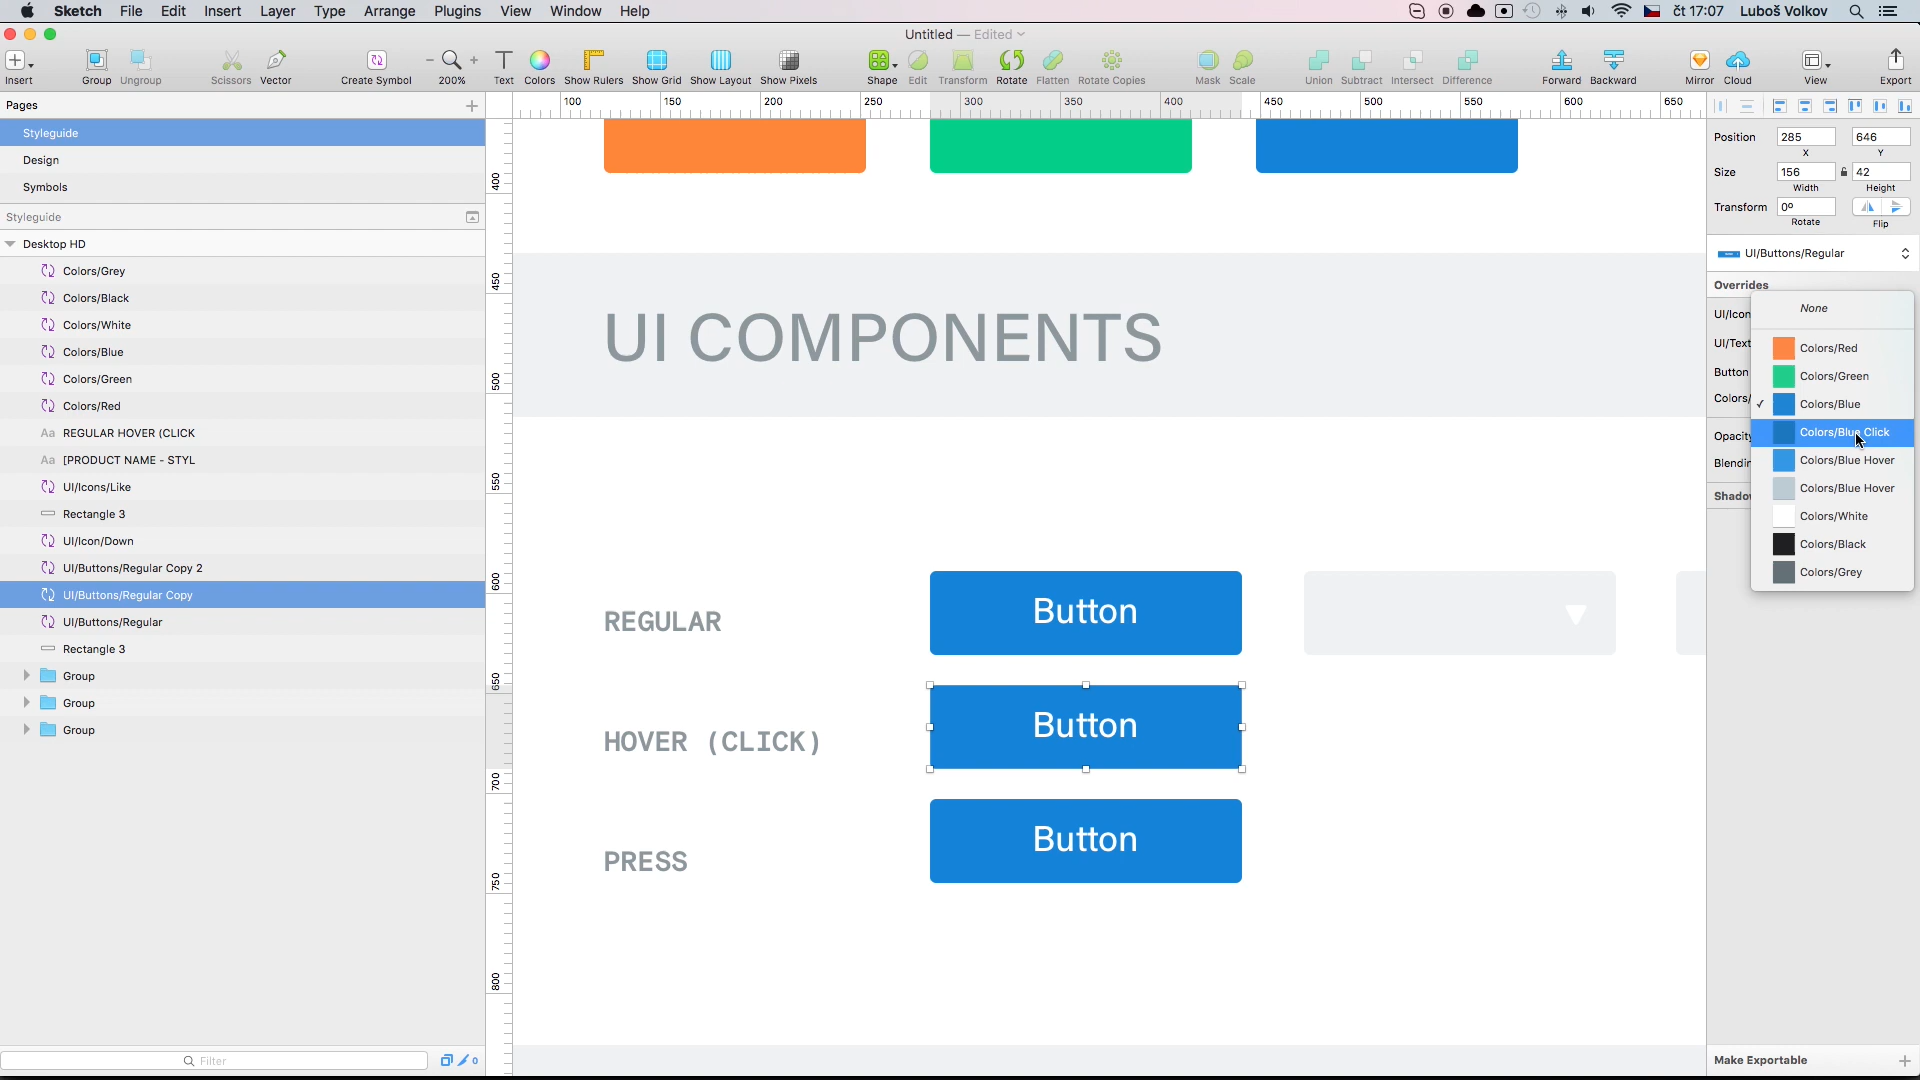 Sketch File Edit Insert Layer Type Arrange Plugins View Window Help
čt 17:07 Luboš Volkov
Untitled — Edited
Insert Group Ungroup Scissors Vector Create Symbol 200% Text Colors Show Rulers Show Grid Show Layout Show Pixels Shape Edit Transform Rotate Flatten Rotate Copies Mask Scale Union Subtract Intersect Difference Forward Backward Mirror Cloud View Export
Pages
Styleguide
Design
Symbols
Styleguide
Desktop HD
Colors/Grey
Colors/Black
Colors/White
Colors/Blue
Colors/Green
Colors/Red
Aa REGULAR HOVER (CLICK
Aa [PRODUCT NAME - STYL
UI/Icons/Like
Rectangle 3
UI/Icon/Down
UI/Buttons/Regular Copy 2
UI/Buttons/Regular Copy
UI/Buttons/Regular
Rectangle 3
Group
Group
Group
Filter
0
100 150 200 250 300 350 400 450 500 550 600 650
400
450
500
550
600
650
700
750
800
UI COMPONENTS
REGULAR
Button
HOVER (CLICK)
Button
PRESS
Button
Position 285 646
X Y
Size 156 42
Width Height
Transform 0º
Rotate Flip
UI/Buttons/Regular
Overrides
UI/Icon
UI/Text
Button
Colors/
Opacity
Blendin
Shadov
None
Colors/Red
Colors/Green
✓ Colors/Blue
Colors/Blue Click
Colors/Blue Hover
Colors/Blue Hover
Colors/White
Colors/Black
Colors/Grey
Make Exportable